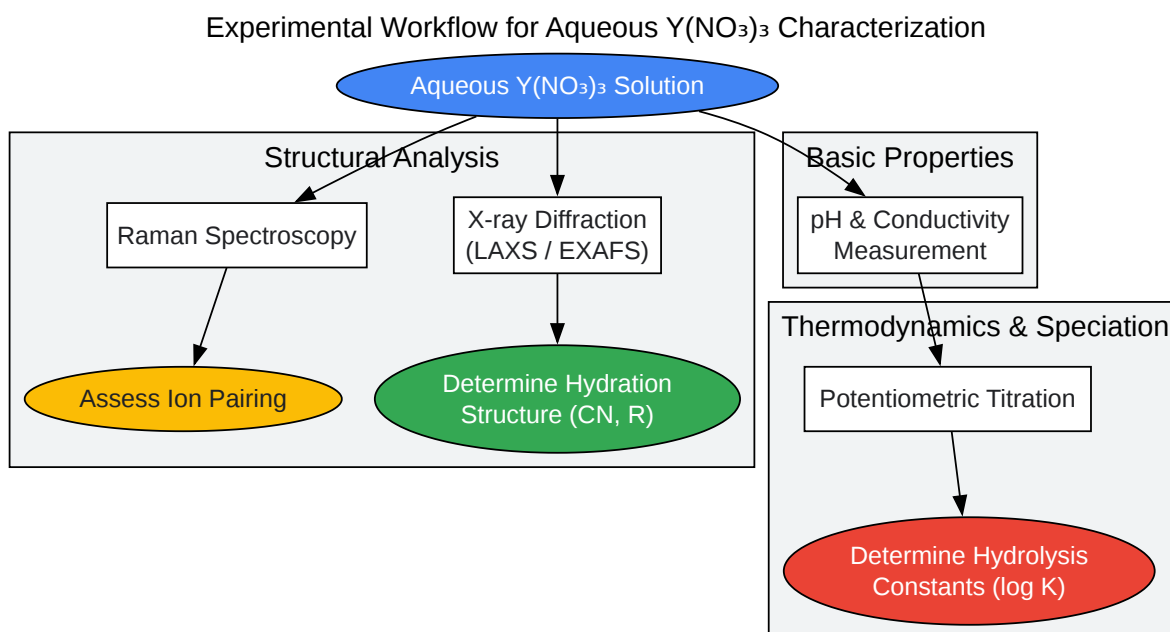 Experimental Workflow for Aqueous Y(NO₃)₃ Characterization
Aqueous Y(NO₃)₃ Solution
Structural Analysis
Basic Properties
Raman Spectroscopy
X-ray Diffraction
(LAXS / EXAFS)
pH & Conductivity
Measurement
Thermodynamics & Speciation
Assess Ion Pairing
Determine Hydration
Structure (CN, R)
Potentiometric Titration
Determine Hydrolysis
Constants (log K)